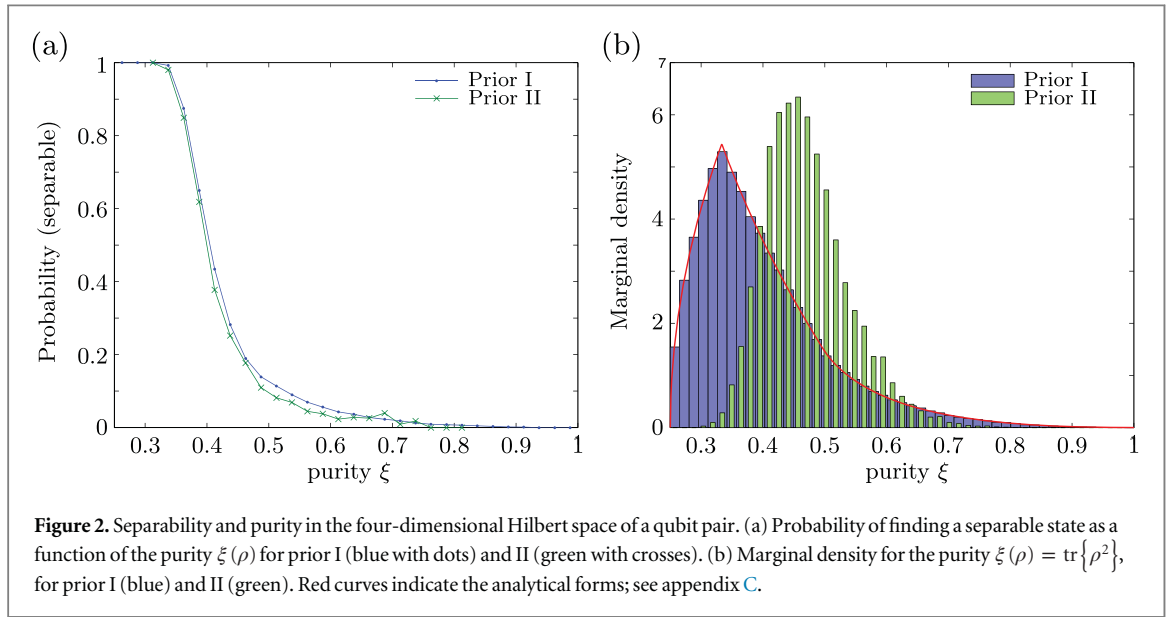 (a)
1
0.8
0.6
0.4
0.2
0
Probability (separable)
Prior I
Prior II
0.3 0.4 0.5 0.6 0.7 0.8 0.9 1
purity ξ
(b)
7
6
4
2
0
Marginal density
Prior I
Prior II
0.3 0.4 0.5 0.6 0.7 0.8 0.9 1
purity ξ
Figure 2. Separability and purity in the four-dimensional Hilbert space of a qubit pair. (a) Probability of finding a separable state as a
function of the purity ξ(ρ) for prior I (blue with dots) and II (green with crosses). (b) Marginal density for the purity ξ(ρ) = tr{ρ²},
for prior I (blue) and II (green). Red curves indicate the analytical forms; see appendix C.